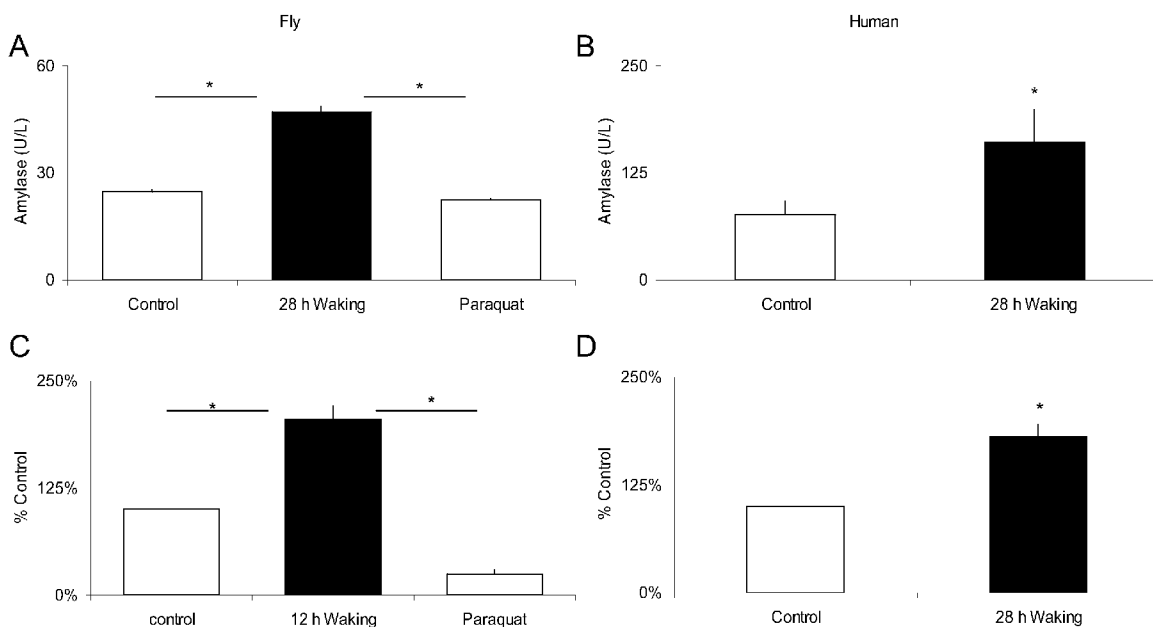 Fly
Human
A
B
60
30
0
Amylase (U/L)
*
*
Control
28 h Waking
Paraquat
250
125
0
Amylase (U/L)
*
Control
28 h Waking
C
D
250%
125%
0%
% Control
*
*
control
12 h Waking
Paraquat
250%
125%
0%
% Control
*
Control
28 h Waking